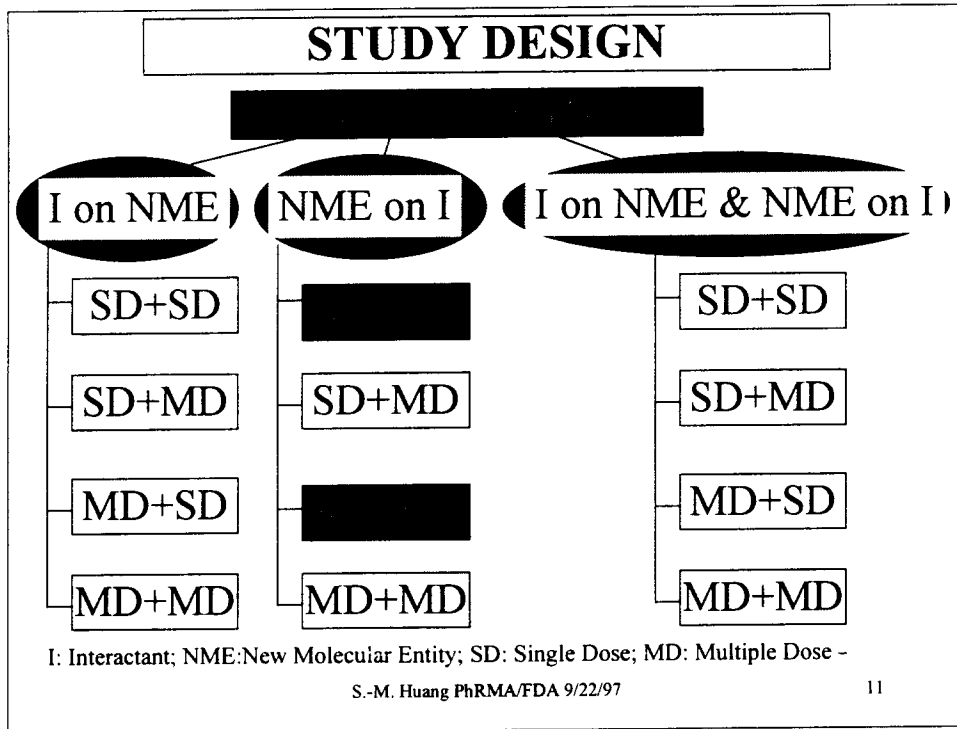 STUDY DESIGN
I on NME
NME on I
I on NME & NME on I
SD+SD
SD+MD
MD+SD
MD+MD
SD+MD
MD+MD
SD+SD
SD+MD
MD+SD
MD+MD
I: Interactant; NME:New Molecular Entity; SD: Single Dose; MD: Multiple Dose -
S.-M. Huang PhRMA/FDA 9/22/97
11